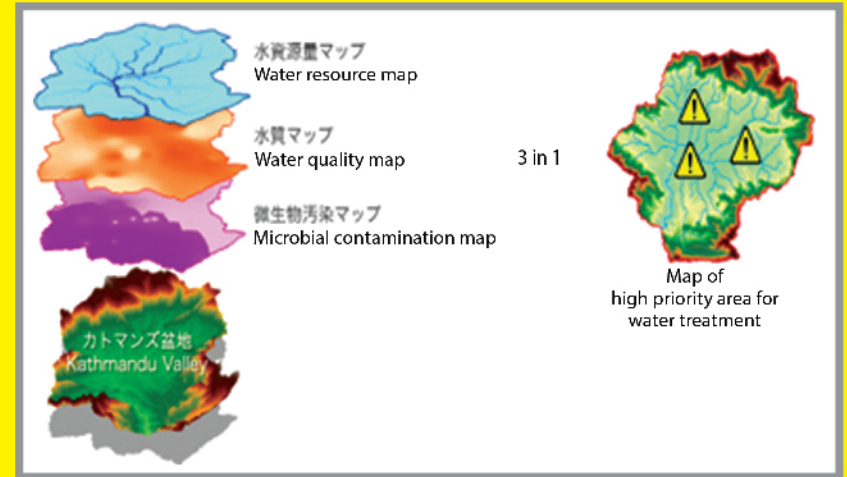 水資源量マップ
Water resource map
水質マップ
Water quality map
微生物汚染マップ
Microbial contamination map
カトマンズ盆地
Kathmandu Valley
3 in 1
Map of
high priority area for
water treatment